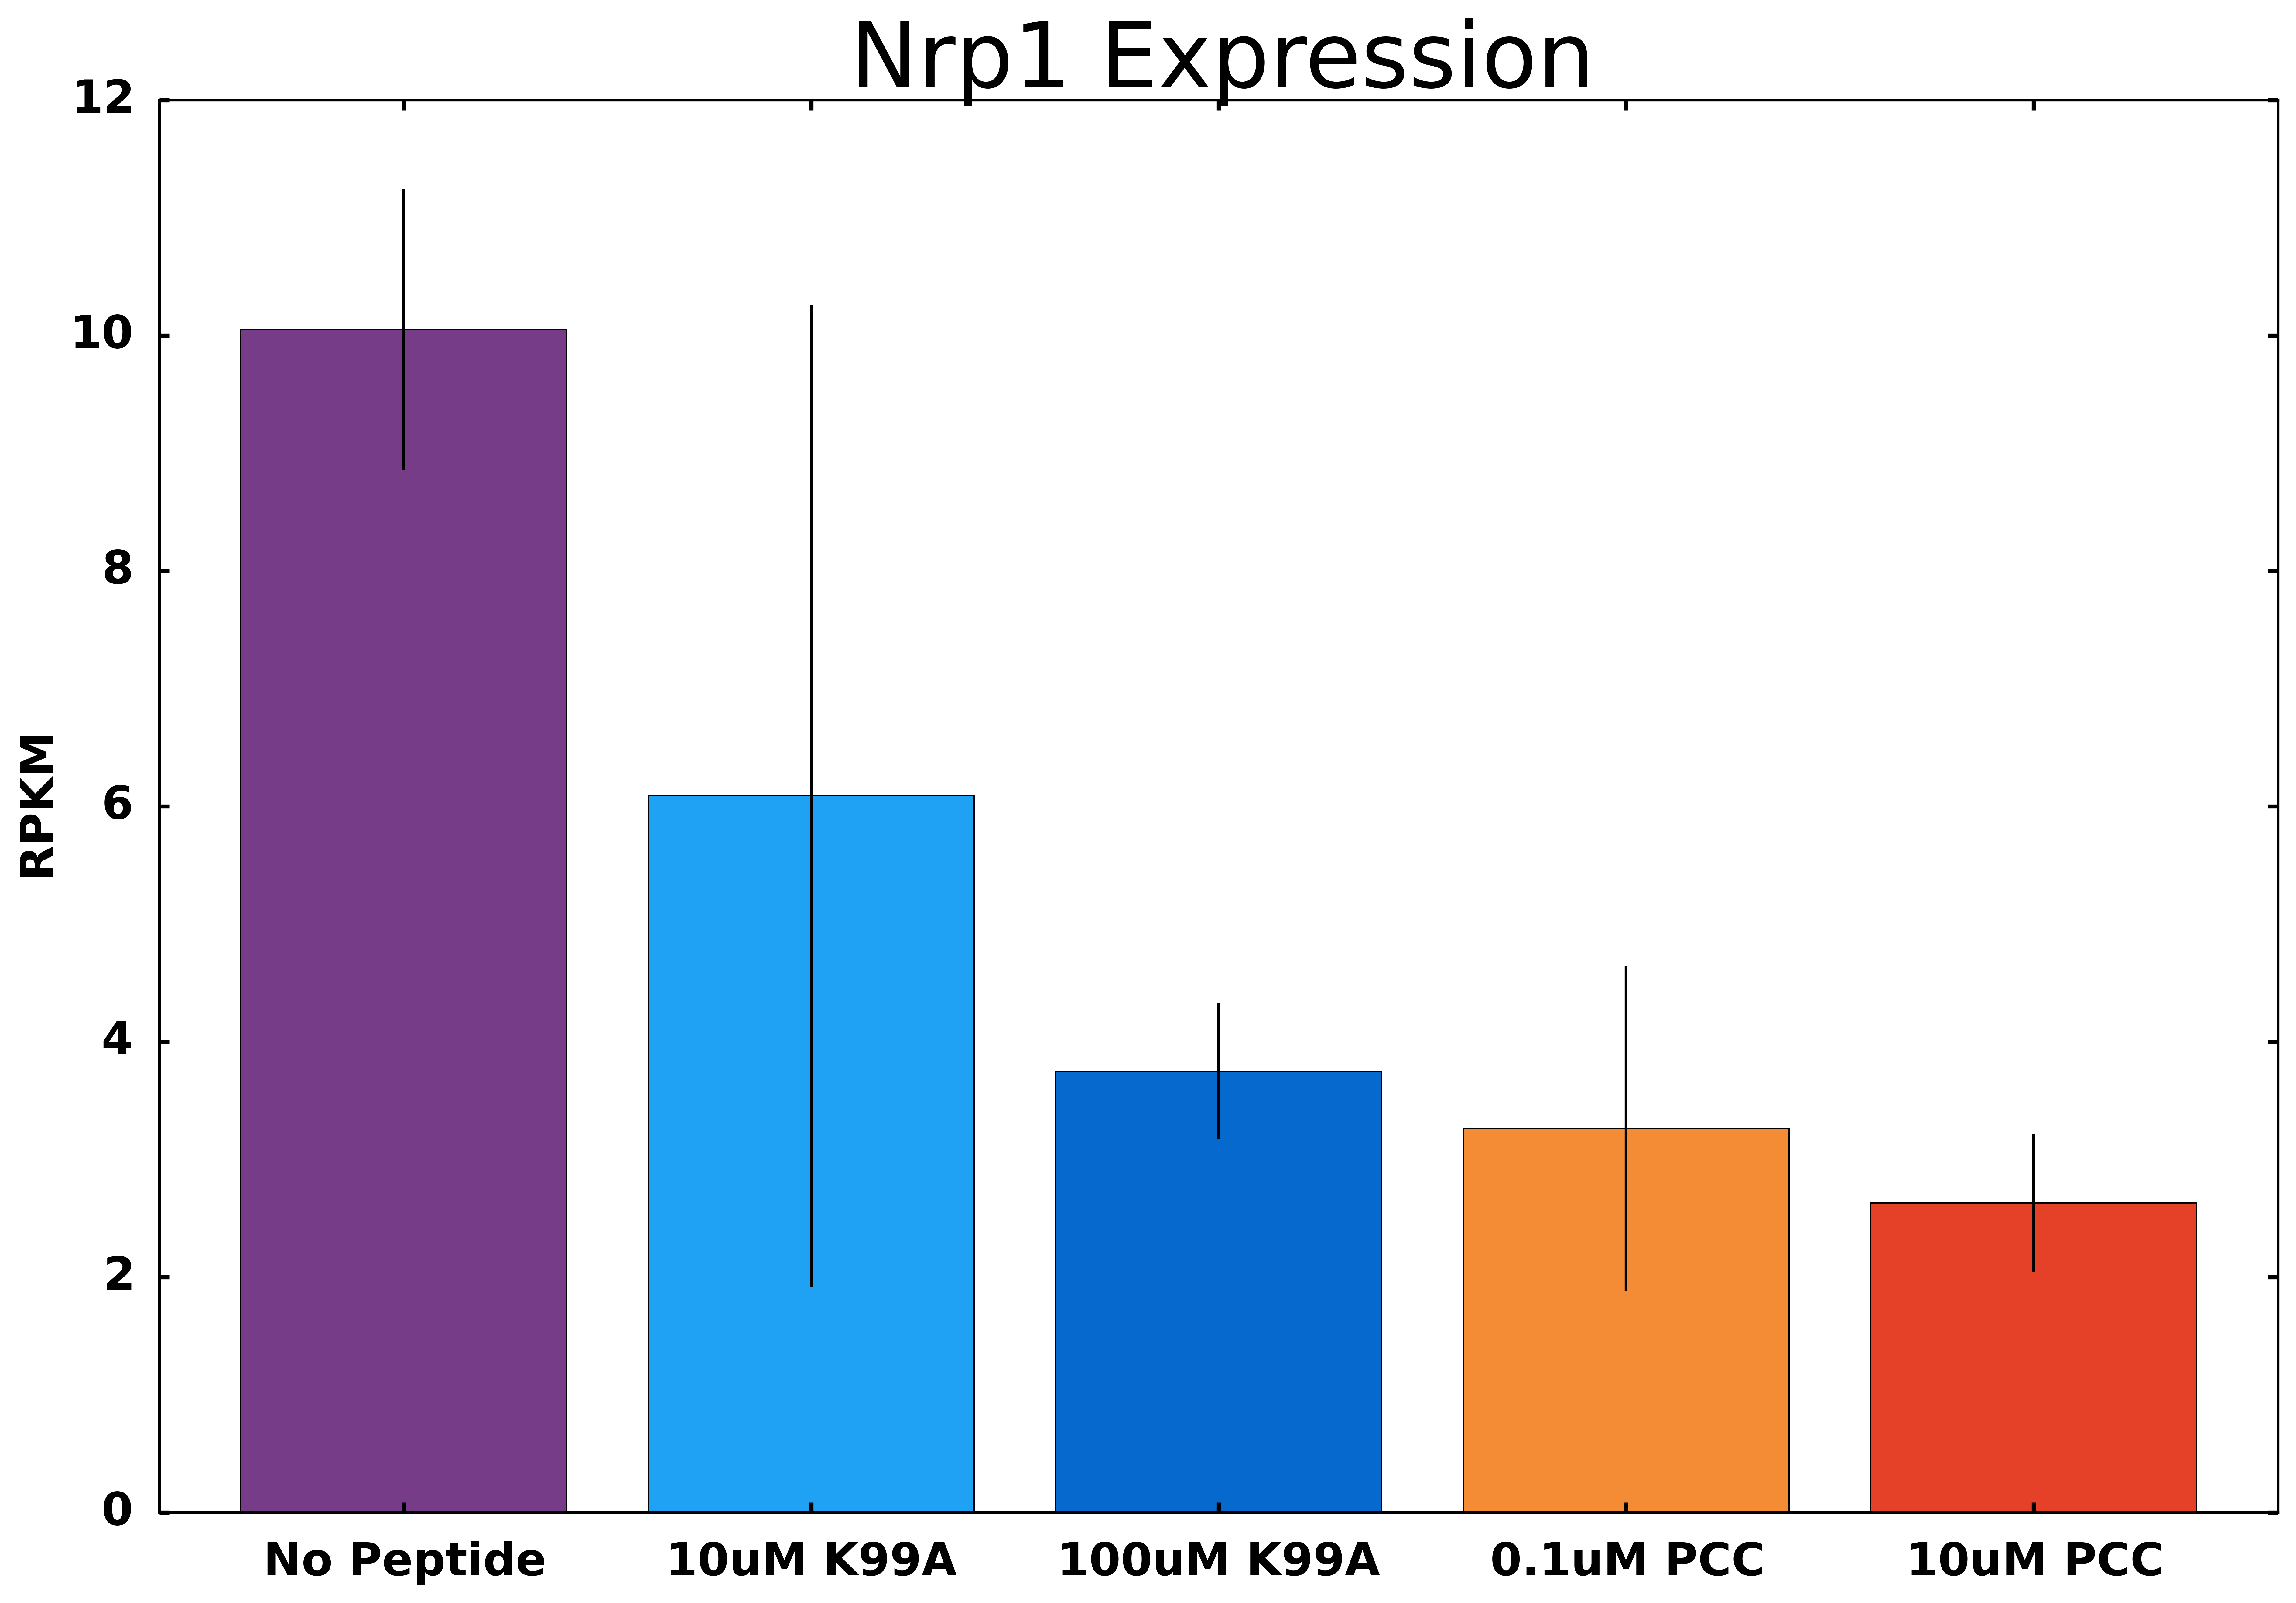 Nrp1 Expression
12
10
8
6
4
2
0
RPKM
No Peptide
10uM K99A
100uM K99A
0.1uM PCC
10uM PCC